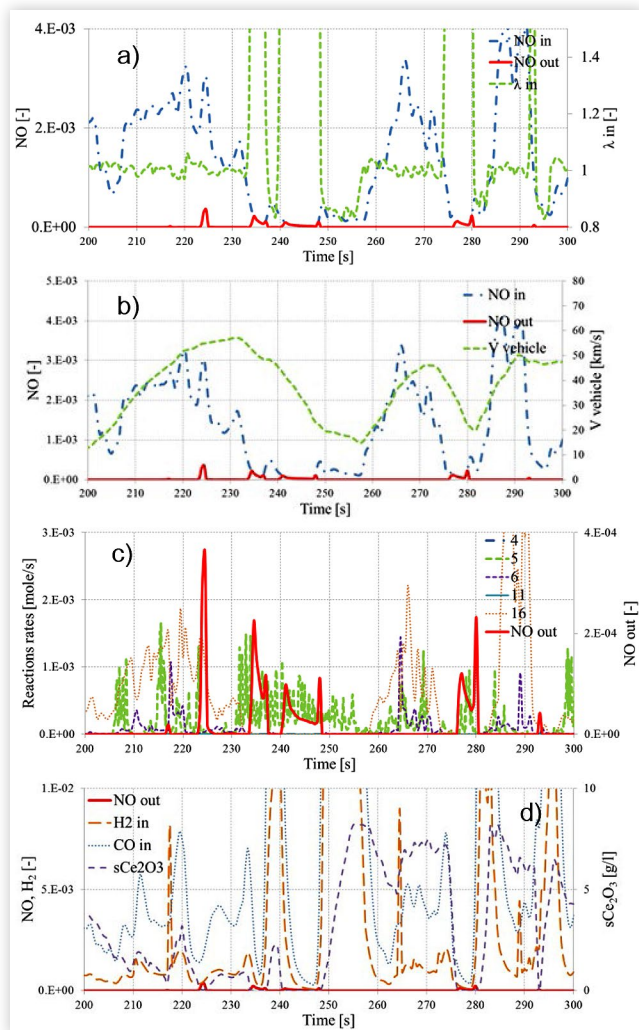 a)
4.E-03
2.E-03
0.E+00
NO [-]
NO in
NO out
λ in
1.4
1.2
1
0.8
λ in [-]
200 210 220 230 240 250 260 270 280 290 300
Time [s]
b)
5.E-03
4.E-03
3.E-03
2.E-03
1.E-03
0.E+00
NO [-]
NO in
NO out
V vehicle
80
70
60
50
40
30
20
10
0
V vehicle [km/s]
200 210 220 230 240 250 260 270 280 290 300
Time [s]
c)
3.E-03
2.E-03
1.E-03
0.E+00
Reactions rates [mole/s]
4
5
6
11
16
NO out
4.E-04
2.E-04
0.E+00
NO out [-]
200 210 220 230 240 250 260 270 280 290 300
Time [s]
d)
1.E-02
5.E-03
0.E+00
NO, H2 [-]
NO out
H2 in
CO in
sCe2O3
10
5
0
sCe2O3 [g/l]
200 210 220 230 240 250 260 270 280 290 300
Time [s]